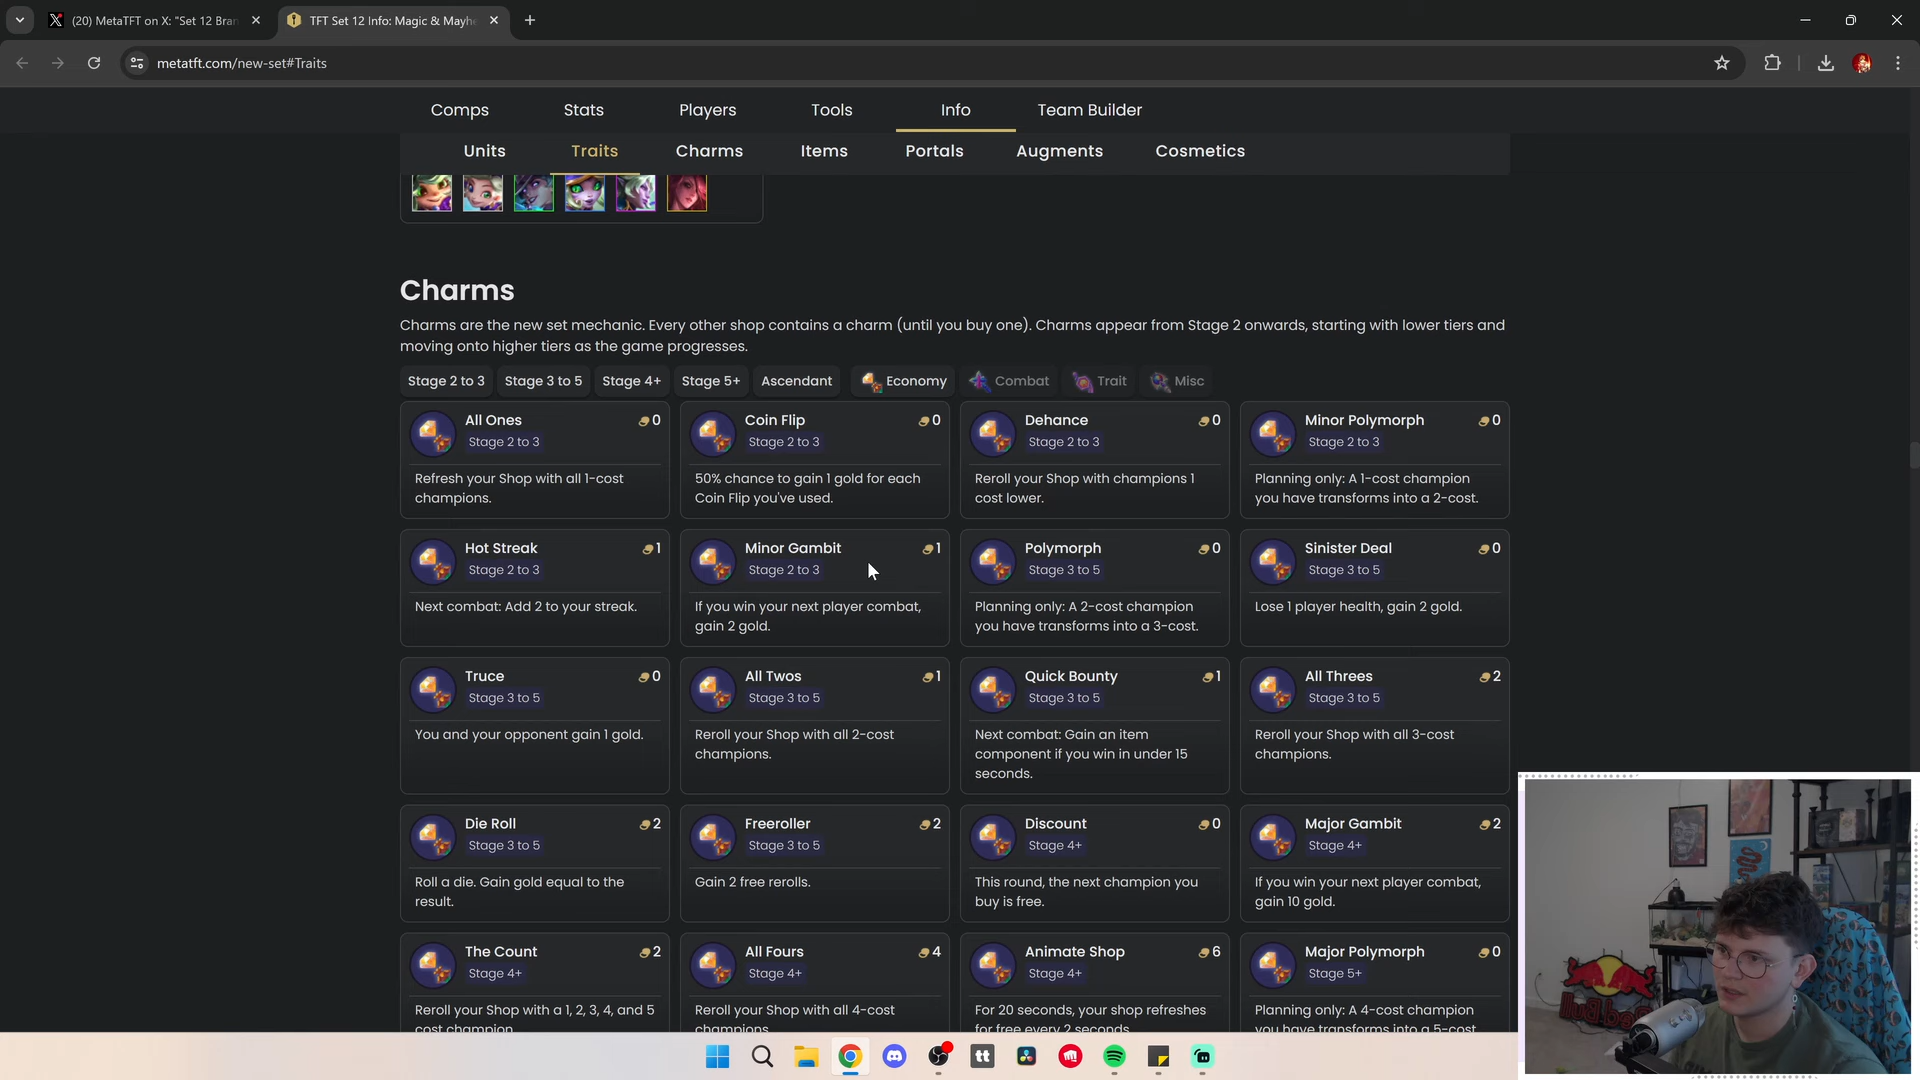 (20) MetaTFT on X: "Set 12 Bran
TFT Set 12 Info: Magic & Mayhe
metatft.com/new-set#Traits
Comps Stats Players Tools Info Team Builder
Units Traits Charms Items Portals Augments Cosmetics
Charms
Charms are the new set mechanic. Every other shop contains a charm (until you buy one). Charms appear from Stage 2 onwards, starting with lower tiers and
moving onto higher tiers as the game progresses.
Stage 2 to 3 Stage 3 to 5 Stage 4+ Stage 5+ Ascendant Economy Combat Trait Misc
All Ones 0
Stage 2 to 3
Refresh your Shop with all 1-cost
champions.
Coin Flip 0
Stage 2 to 3
50% chance to gain 1 gold for each
Coin Flip you've used.
Dehance 0
Stage 2 to 3
Reroll your Shop with champions 1
cost lower.
Minor Polymorph 0
Stage 2 to 3
Planning only: A 1-cost champion
you have transforms into a 2-cost.
Hot Streak 1
Stage 2 to 3
Next combat: Add 2 to your streak.
Minor Gambit 1
Stage 2 to 3
If you win your next player combat,
gain 2 gold.
Polymorph 0
Stage 3 to 5
Planning only: A 2-cost champion
you have transforms into a 3-cost.
Sinister Deal 0
Stage 3 to 5
Lose 1 player health, gain 2 gold.
Truce 0
Stage 3 to 5
You and your opponent gain 1 gold.
All Twos 1
Stage 3 to 5
Reroll your Shop with all 2-cost
champions.
Quick Bounty 1
Stage 3 to 5
Next combat: Gain an item
component if you win in under 15
seconds.
All Threes 2
Stage 3 to 5
Reroll your Shop with all 3-cost
champions.
Die Roll 2
Stage 3 to 5
Roll a die. Gain gold equal to the
result.
Freeroller 2
Stage 3 to 5
Gain 2 free rerolls.
Discount 0
Stage 4+
This round, the next champion you
buy is free.
Major Gambit 2
Stage 4+
If you win your next player combat,
gain 10 gold.
The Count 2
Stage 4+
Reroll your Shop with a 1, 2, 3, 4, and 5
cost champion
All Fours 4
Stage 4+
Reroll your Shop with all 4-cost
champions
Animate Shop 6
Stage 4+
For 20 seconds, your shop refreshes
for free every 2 seconds
Major Polymorph 0
Stage 5+
Planning only: A 4-cost champion
you have transforms into a 5-cost
tt
Red Bull